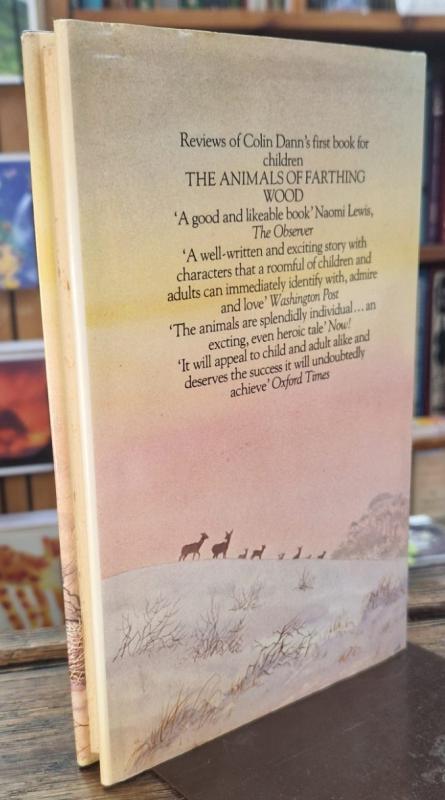 Reviews of Colin Dann's first book for
children
THE ANIMALS OF FARTHING
WOOD
'A good and likeable book' Naomi Lewis,
The Observer
'A well-written and exciting story with
characters that a roomful of children and
adults can immediately identify with, admire
and love' Washington Post
'The animals are splendidly individual... an
excting, even heroic tale' Now!
'It will appeal to child and adult alike and
deserves the success it will undoubtedly
achieve' Oxford Times